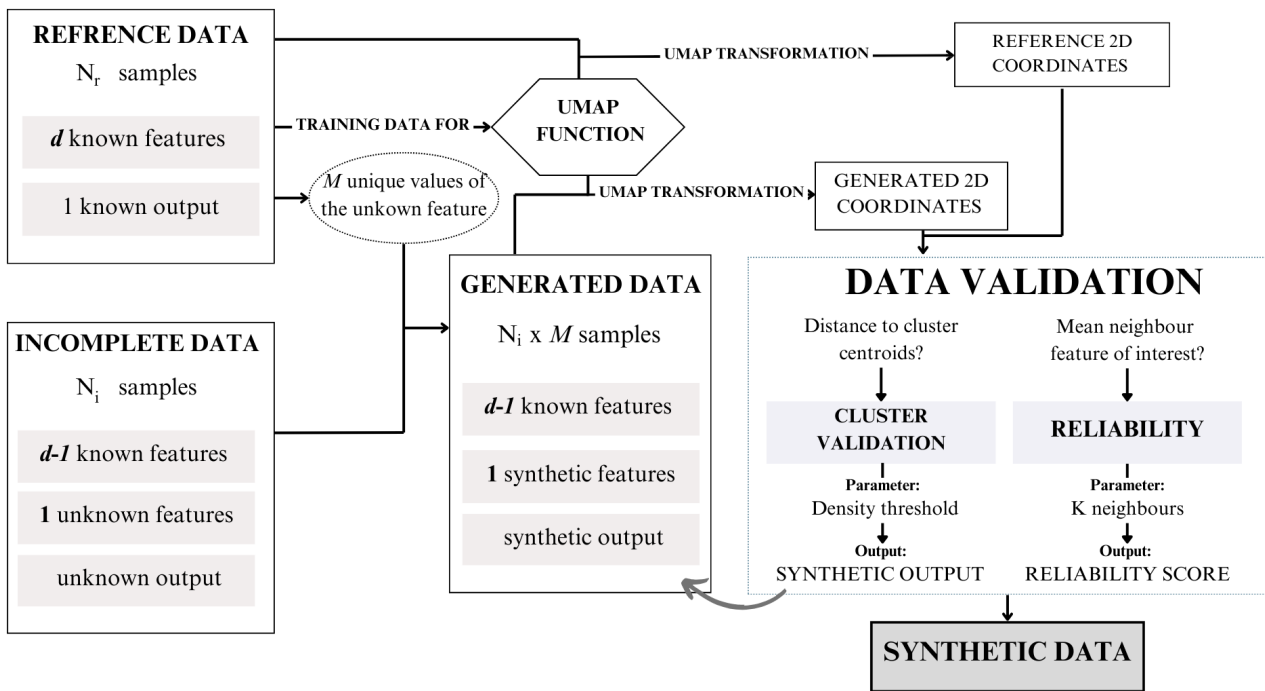 REFRENCE DATA
Nr samples
d known features
1 known output
TRAINING DATA FOR
UMAP
FUNCTION
UMAP TRANSFORMATION
REFERENCE 2D
COORDINATES
M unique values of
the unkown feature
UMAP TRANSFORMATION
GENERATED 2D
COORDINATES
INCOMPLETE DATA
Ni samples
d-1 known features
1 unknown features
unknown output
GENERATED DATA
Ni x M samples
d-1 known features
1 synthetic features
synthetic output
DATA VALIDATION
Distance to cluster
centroids?
CLUSTER
VALIDATION
Parameter:
Density threshold
Output:
SYNTHETIC OUTPUT
Mean neighbour
feature of interest?
RELIABILITY
Parameter:
K neighbours
Output:
RELIABILITY SCORE
SYNTHETIC DATA